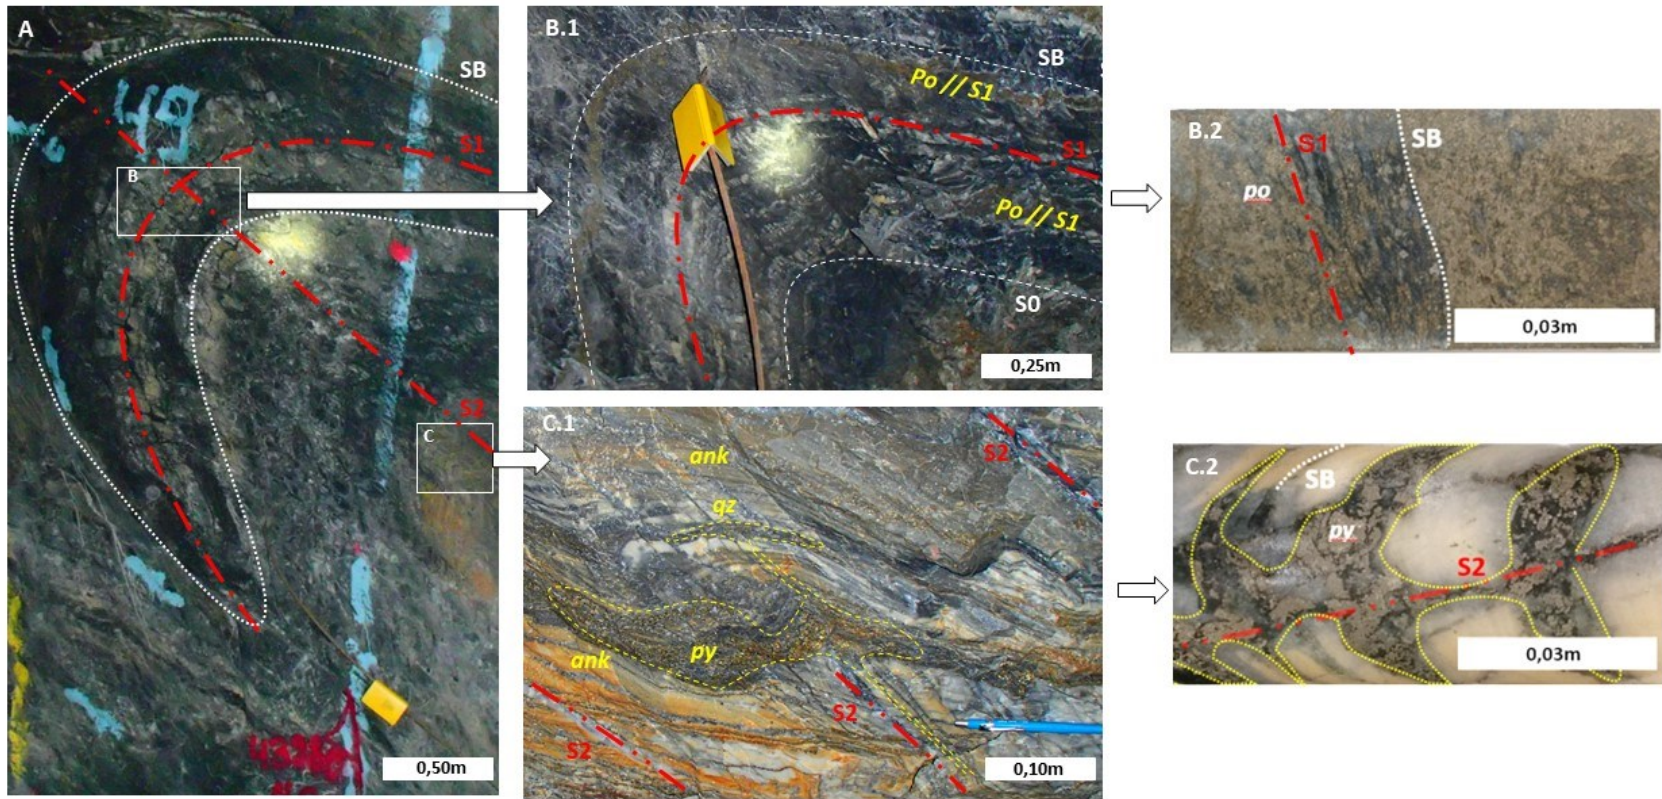 A
SB
49
S1
B
S2
C
0,50m
B.1
SB
Po // S1
S1
Po // S1
S0
0,25m
B.2
S1
SB
po
0,03m
C.1
S2
ank
qz
ank
py
S2
S2
0,10m
C.2
SB
py
S2
0,03m